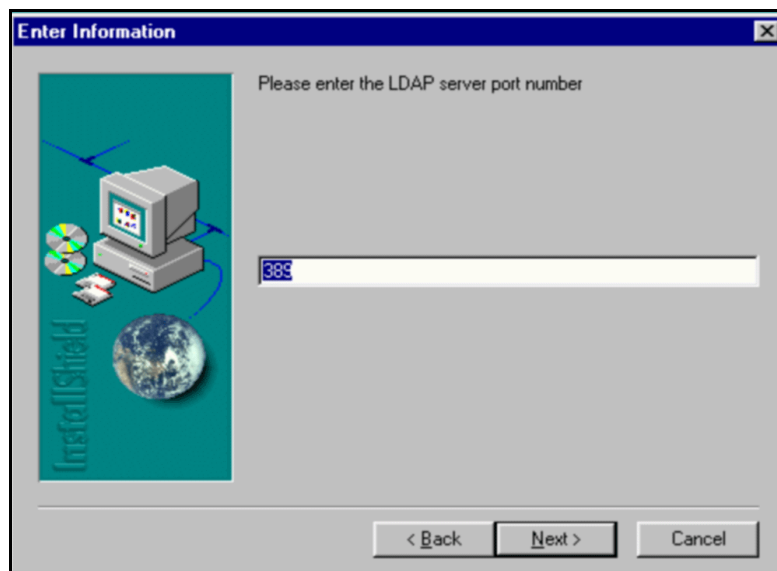 Enter Information
Please enter the LDAP server port number
389
InstallShield
< Back
Next >
Cancel